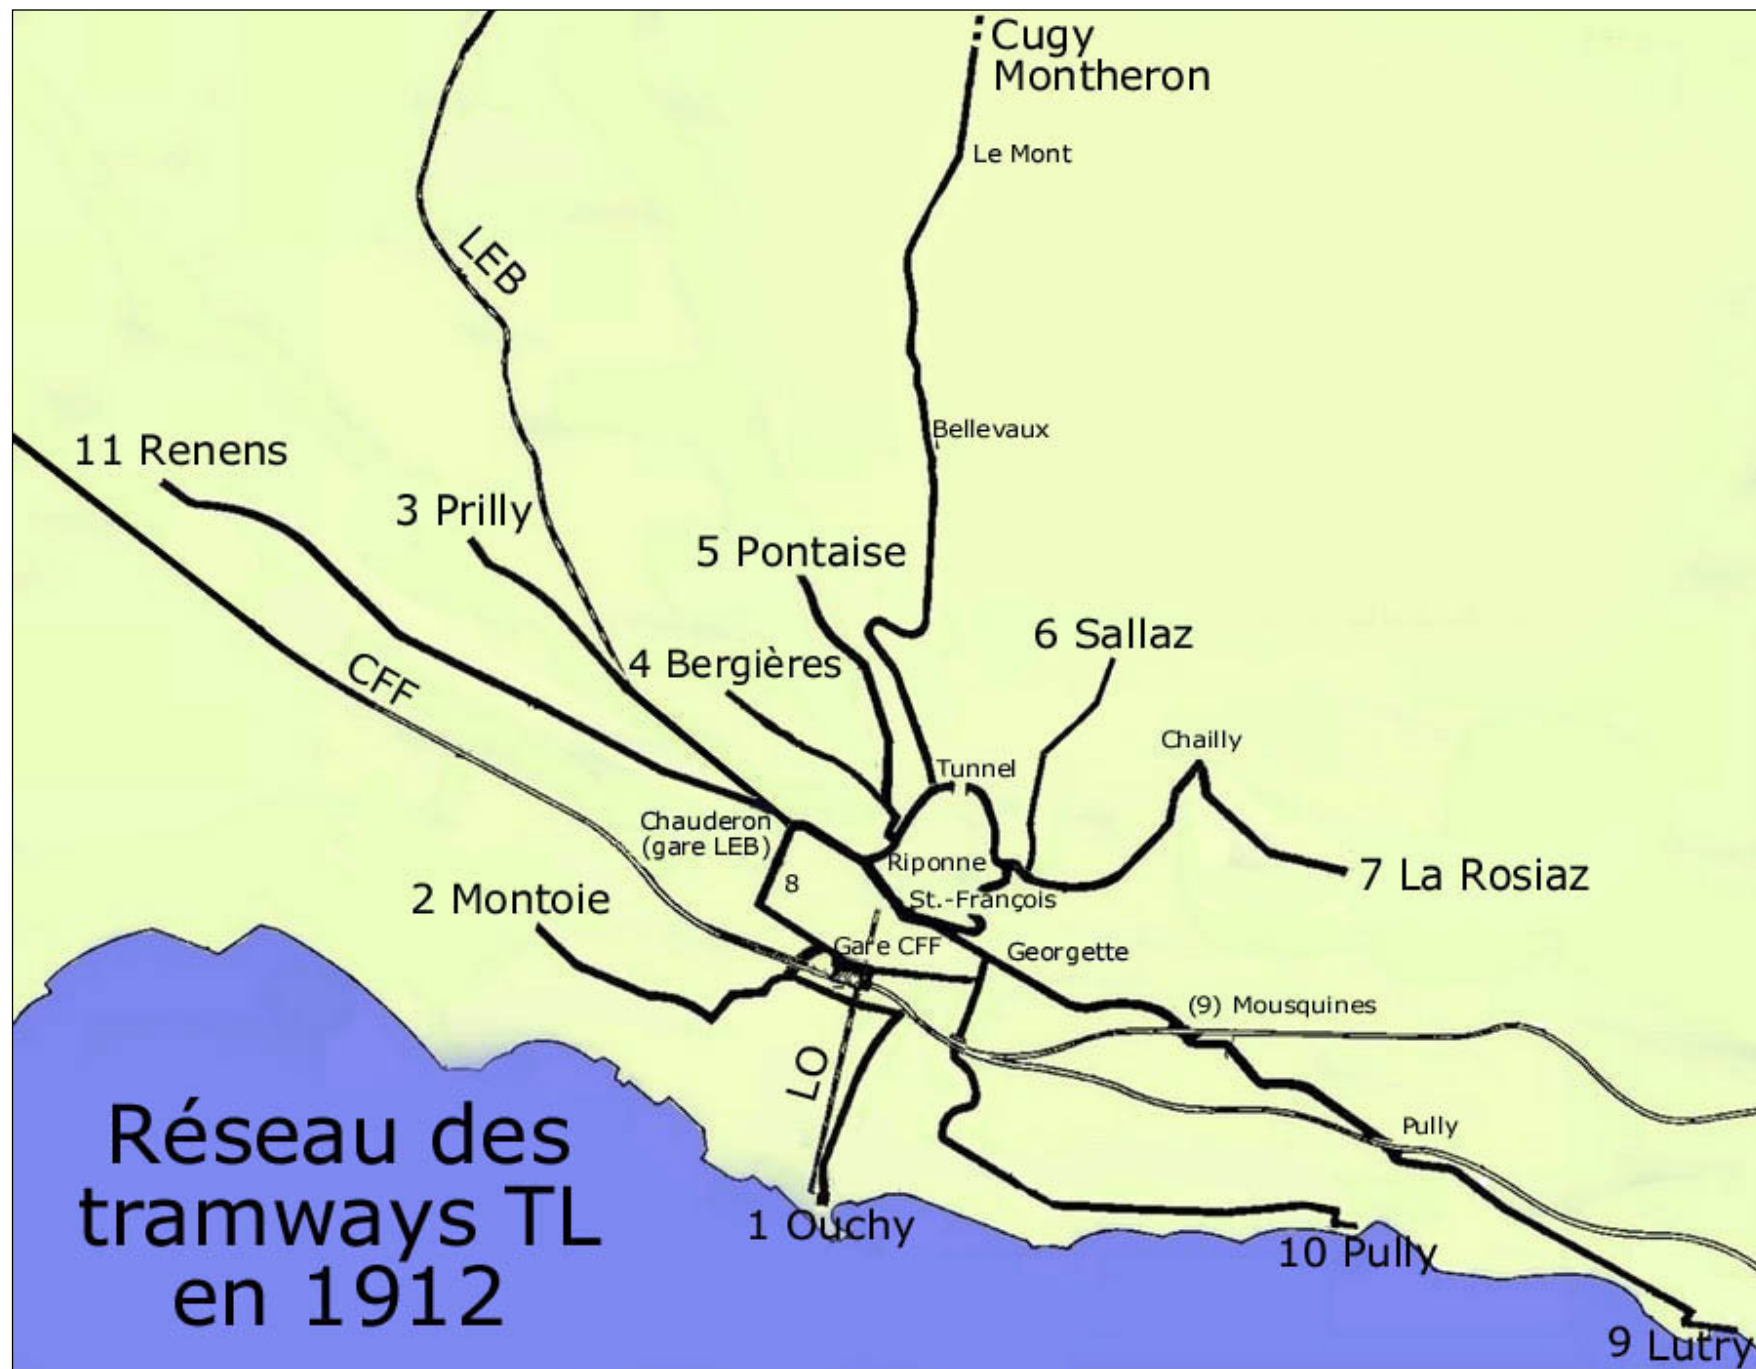 Cugy
Montheron
Le Mont
LEB
Bellevaux
11 Renens
3 Prilly
5 Pontaise
6 Sallaz
4 Bergières
CFF
Chailly
Tunnel
Chauderon
(gare LEB)
Riponne
8
7 La Rosiaz
2 Montoie
St.-François
Gare CFF
Georgette
(9) Mousquines
LO
Pully
Réseau des
tramways TL
en 1912
1 Ouchy
10 Pully
9 Lutry